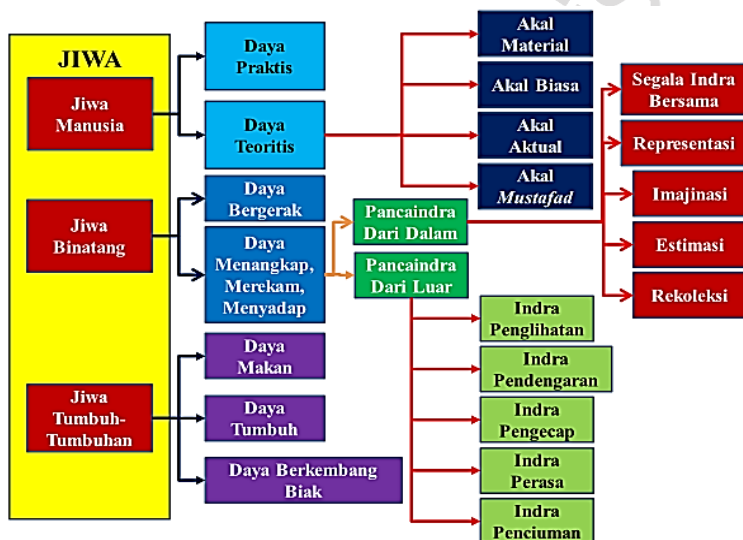 JIWA
Jiwa
Manusia
Daya
Praktis
Daya
Teoritis
Akal
Material
Akal Biasa
Akal
Aktual
Akal
Mustafad
Jiwa
Binatang
Daya
Bergerak
Daya
Menangkap,
Merekam,
Menyadap
Pancaindra
Dari Dalam
Pancaindra
Dari Luar
Segala Indra
Bersama
Representasi
Imajinasi
Estimasi
Rekoleksi
Indra
Penglihatan
Indra
Pendengaran
Indra
Pengecap
Indra
Perasa
Indra
Penciuman
Jiwa
Tumbuh-
Tumbuhan
Daya
Makan
Daya
Tumbuh
Daya Berkembang
Biak